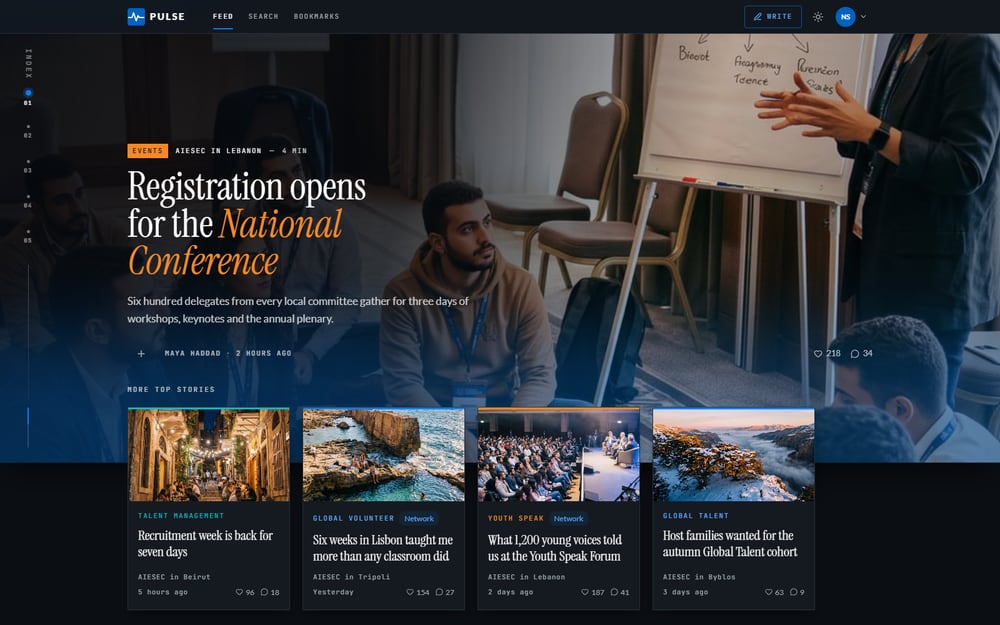 PULSE
FEED
SEARCH
BOOKMARKS
WRITE
NS
INDEX
01
02
03
04
05
EVENTS AIESEC IN LEBANON — 4 MIN
Registration opens
for the National
Conference
Six hundred delegates from every local committee gather for three days of
workshops, keynotes and the annual plenary.
+ MAYA HADDAD · 2 HOURS AGO
218 34
MORE TOP STORIES
TALENT MANAGEMENT
Recruitment week is back for
seven days
AIESEC in Beirut
5 hours ago 96 18
GLOBAL VOLUNTEER Network
Six weeks in Lisbon taught me
more than any classroom did
AIESEC in Tripoli
Yesterday 154 27
YOUTH SPEAK Network
What 1,200 young voices told
us at the Youth Speak Forum
AIESEC in Lebanon
2 days ago 187 41
GLOBAL TALENT
Host families wanted for the
autumn Global Talent cohort
AIESEC in Byblos
3 days ago 63 9